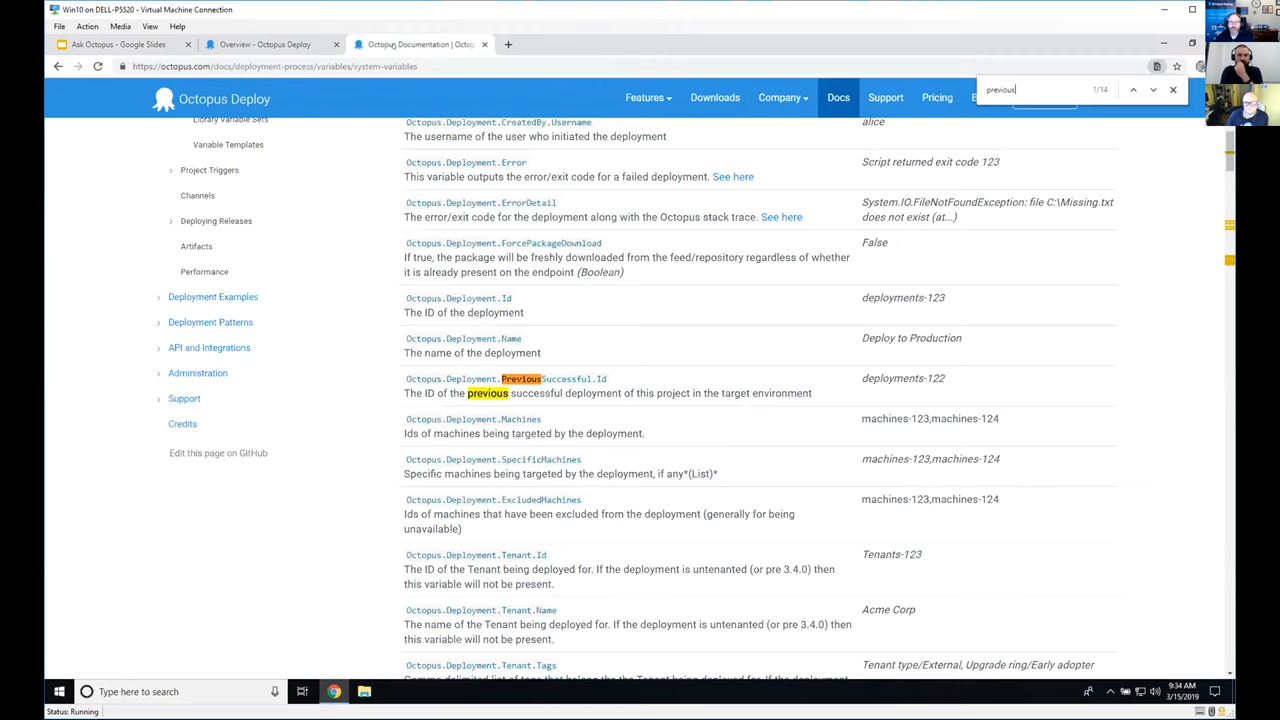 Win10 on DELL-P5520 - Virtual Machine Connection
File Action Media View Help
Ask Octopus - Google Slides
Overview - Octopus Deploy
Octopus Documentation | Octop
https://octopus.com/docs/deployment-process/variables/system-variables
previous
1/14
Octopus Deploy
Features
Downloads
Company
Docs
Support
Pricing
Library Variable Sets
Variable Templates
Project Triggers
Channels
Deploying Releases
Artifacts
Performance
Deployment Examples
Deployment Patterns
API and Integrations
Administration
Support
Credits
Edit this page on GitHub
Octopus.Deployment.CreatedBy.Username
alice
The username of the user who initiated the deployment
Octopus.Deployment.Error
Script returned exit code 123
This variable outputs the error/exit code for a failed deployment. See here
Octopus.Deployment.ErrorDetail
System.IO.FileNotFoundException: file C:\Missing.txt
The error/exit code for the deployment along with the Octopus stack trace. See here
does not exist (at...)
Octopus.Deployment.ForcePackageDownload
False
If true, the package will be freshly downloaded from the feed/repository regardless of whether
it is already present on the endpoint (Boolean)
Octopus.Deployment.Id
deployments-123
The ID of the deployment
Octopus.Deployment.Name
Deploy to Production
The name of the deployment
Octopus.Deployment.PreviousSuccessful.Id
deployments-122
The ID of the previous successful deployment of this project in the target environment
Octopus.Deployment.Machines
machines-123,machines-124
Ids of machines being targeted by the deployment.
Octopus.Deployment.SpecificMachines
machines-123,machines-124
Specific machines being targeted by the deployment, if any*(List)*
Octopus.Deployment.ExcludedMachines
machines-123,machines-124
Ids of machines that have been excluded from the deployment (generally for being
unavailable)
Octopus.Deployment.Tenant.Id
Tenants-123
The ID of the Tenant being deployed for. If the deployment is untenanted (or pre 3.4.0) then
this variable will not be present.
Octopus.Deployment.Tenant.Name
Acme Corp
The name of the Tenant being deployed for. If the deployment is untenanted (or pre 3.4.0) then
this variable will not be present.
Octopus.Deployment.Tenant.Tags
Tenant type/External, Upgrade ring/Early adopter
Type here to search
9:34 AM
3/15/2019
Status: Running